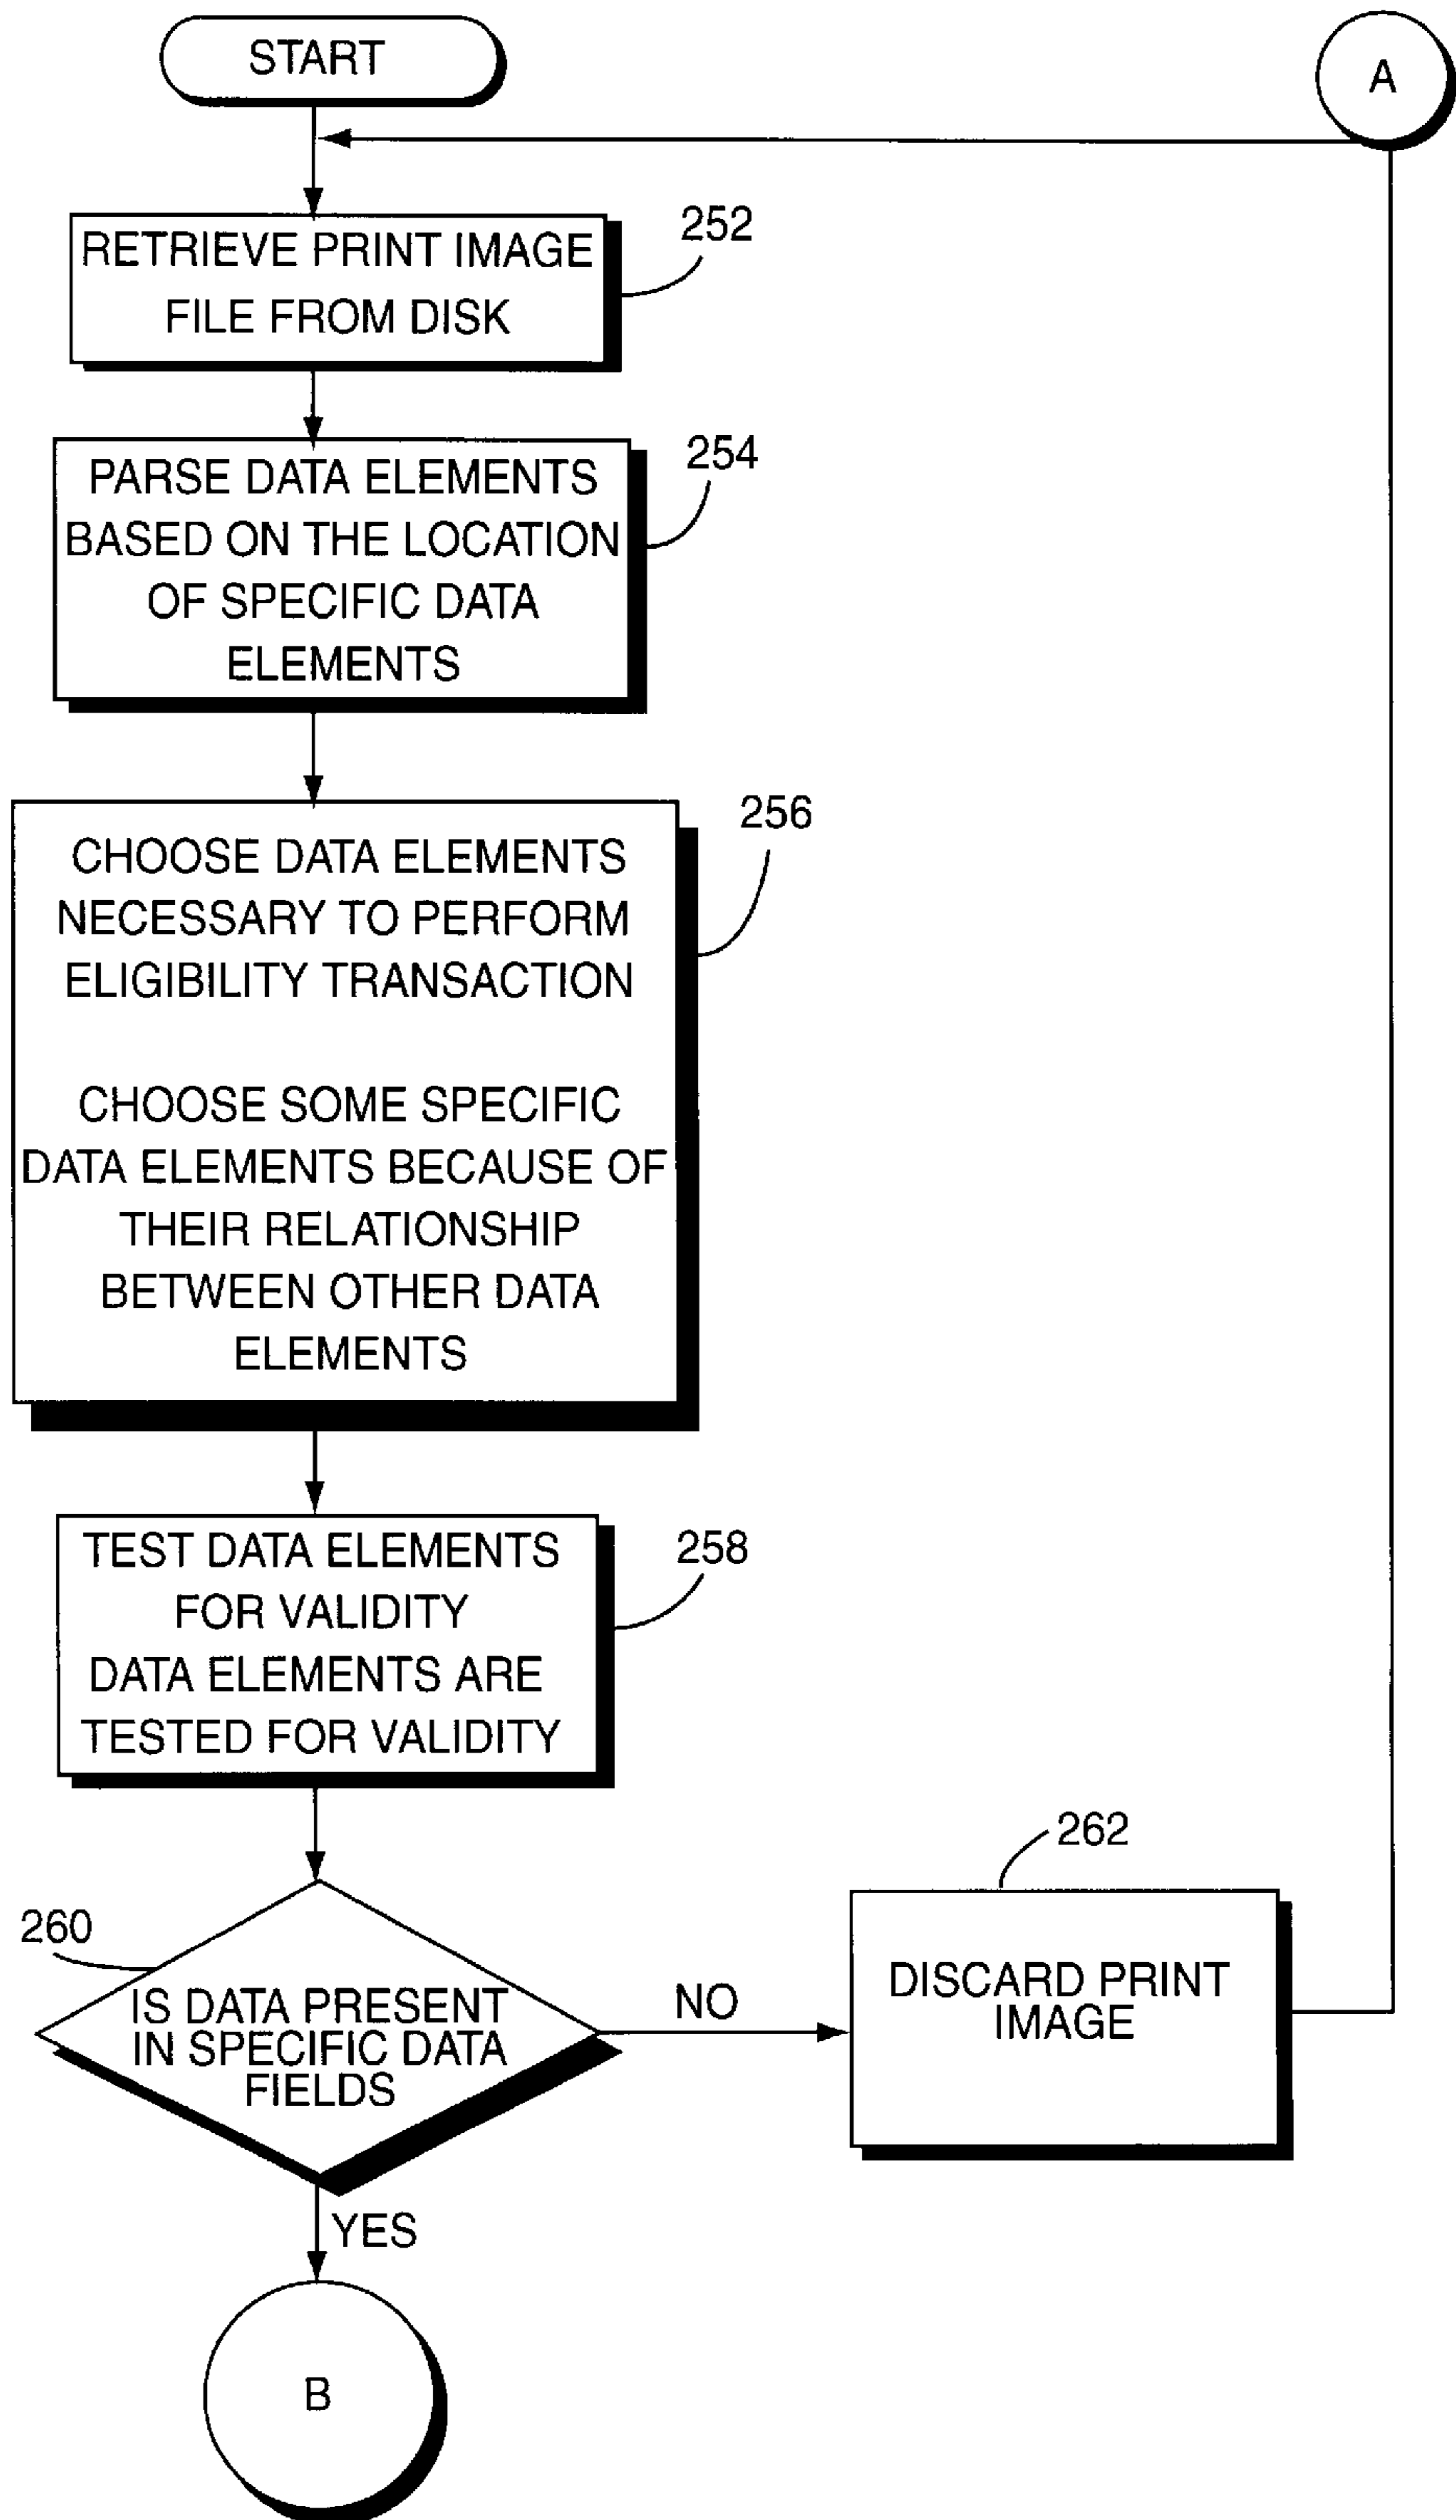 START
A
RETRIEVE PRINT IMAGE
FILE FROM DISK
252
PARSE DATA ELEMENTS
BASED ON THE LOCATION
OF SPECIFIC DATA
ELEMENTS
254
CHOOSE DATA ELEMENTS
NECESSARY TO PERFORM
ELIGIBILITY TRANSACTION
CHOOSE SOME SPECIFIC
DATA ELEMENTS BECAUSE OF
THEIR RELATIONSHIP
BETWEEN OTHER DATA
ELEMENTS
256
TEST DATA ELEMENTS
FOR VALIDITY
DATA ELEMENTS ARE
TESTED FOR VALIDITY
258
260
IS DATA PRESENT
IN SPECIFIC DATA
FIELDS
NO
262
DISCARD PRINT
IMAGE
YES
B